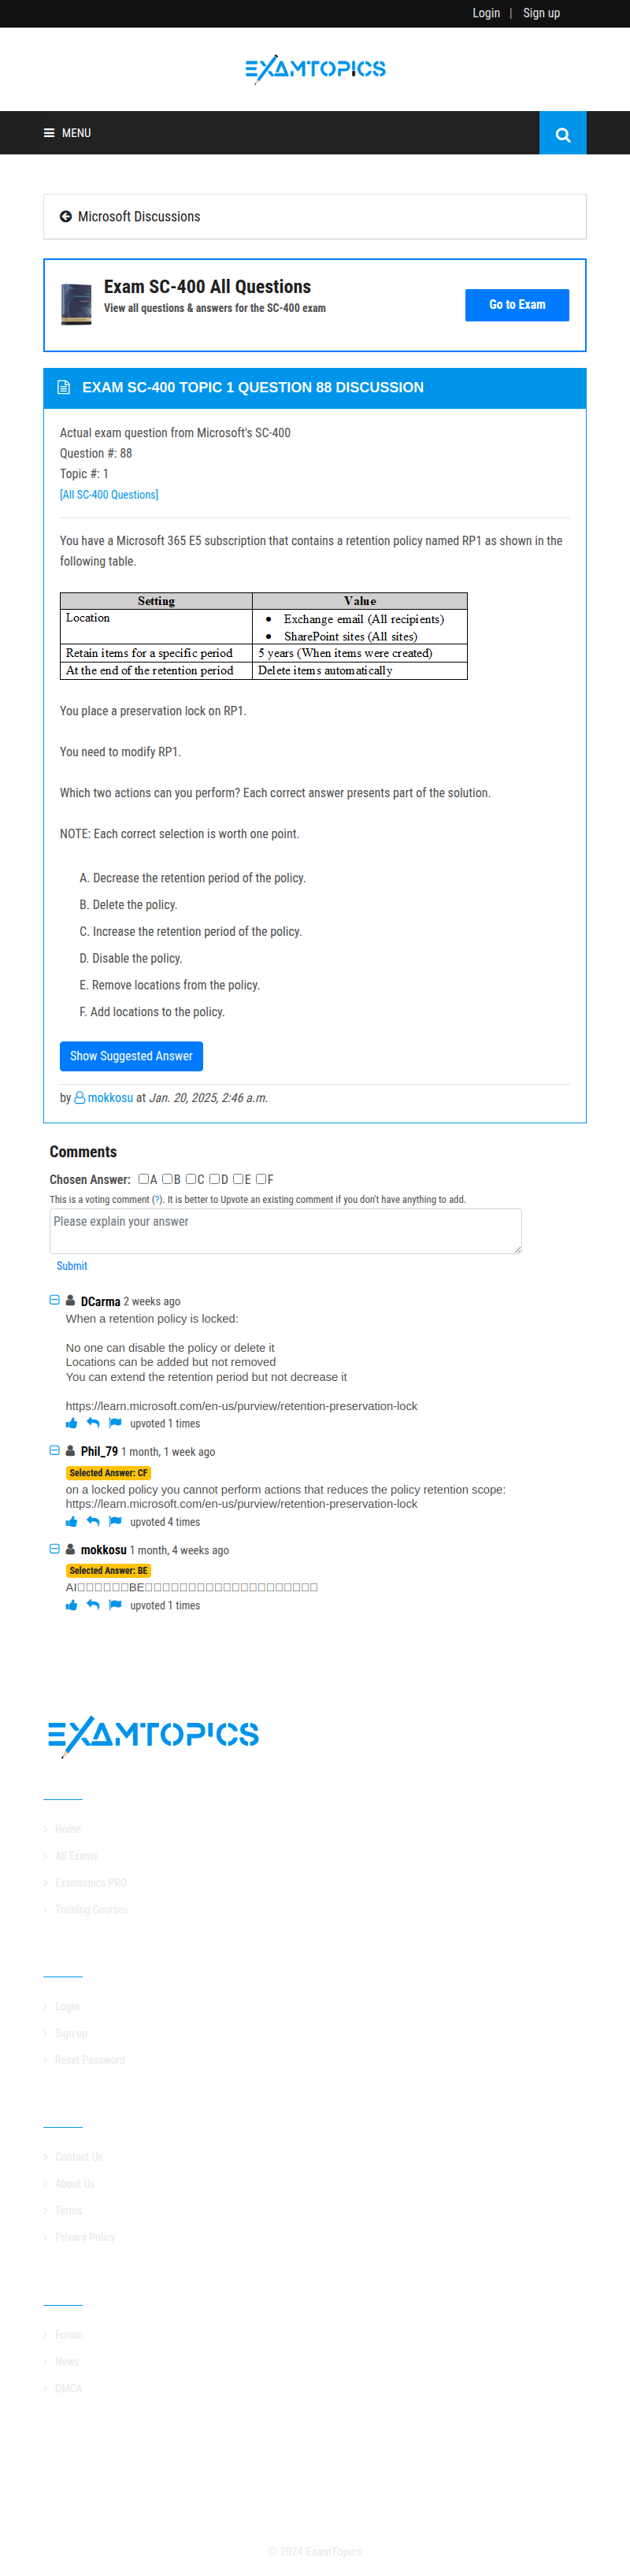 Login | Sign up
EXAMTOPICS
MENU
Microsoft Discussions
Exam SC-400 All Questions
View all questions & answers for the SC-400 exam
Go to Exam
EXAM SC-400 TOPIC 1 QUESTION 88 DISCUSSION
Actual exam question from Microsoft's SC-400
Question #: 88
Topic #: 1
[All SC-400 Questions]
You have a Microsoft 365 E5 subscription that contains a retention policy named RP1 as shown in the
following table.
Setting Value
Location • Exchange email (All recipients)
• SharePoint sites (All sites)
Retain items for a specific period 5 years (When items were created)
At the end of the retention period Delete items automatically
You place a preservation lock on RP1.
You need to modify RP1.
Which two actions can you perform? Each correct answer presents part of the solution.
NOTE: Each correct selection is worth one point.
A. Decrease the retention period of the policy.
B. Delete the policy.
C. Increase the retention period of the policy.
D. Disable the policy.
E. Remove locations from the policy.
F. Add locations to the policy.
Show Suggested Answer
by mokkosu at Jan. 20, 2025, 2:46 a.m.
Comments
Chosen Answer: A B C D E F
This is a voting comment (?). It is better to Upvote an existing comment if you don't have anything to add.
Please explain your answer
Submit
DCarma 2 weeks ago
When a retention policy is locked:
No one can disable the policy or delete it
Locations can be added but not removed
You can extend the retention period but not decrease it
https://learn.microsoft.com/en-us/purview/retention-preservation-lock
upvoted 1 times
Phil_79 1 month, 1 week ago
Selected Answer: CF
on a locked policy you cannot perform actions that reduces the policy retention scope:
https://learn.microsoft.com/en-us/purview/retention-preservation-lock
upvoted 4 times
mokkosu 1 month, 4 weeks ago
Selected Answer: BE
AI BE
upvoted 1 times
EXAMTOPICS
Home
All Exams
Examtopics PRO
Training Courses
Login
Sign up
Reset Password
Contact Us
About Us
Terms
Privacy Policy
Forum
News
DMCA
© 2024 ExamTopics